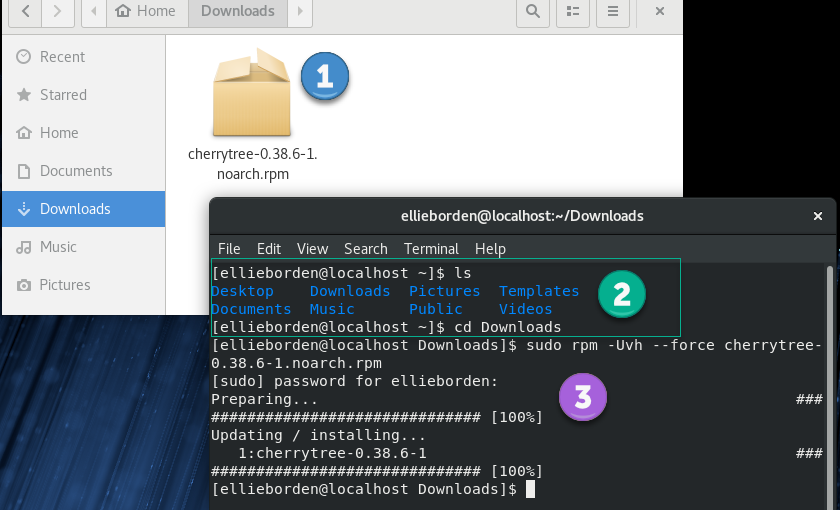 Home
Downloads
Recent
Starred
Home
Documents
Downloads
Music
Pictures
1
cherrytree-0.38.6-1.
noarch.rpm
ellieborden@localhost:~/Downloads
File Edit View Search Terminal Help
[ellieborden@localhost ~]$ ls
Desktop Downloads Pictures Templates
Documents Music Public Videos
[ellieborden@localhost ~]$ cd Downloads
2
[ellieborden@localhost Downloads]$ sudo rpm -Uvh --force cherrytree-
0.38.6-1.noarch.rpm
[sudo] password for ellieborden:
Preparing... ###
############################## [100%]
Updating / installing...
1:cherrytree-0.38.6-1 ###
############################## [100%]
[ellieborden@localhost Downloads]$
3